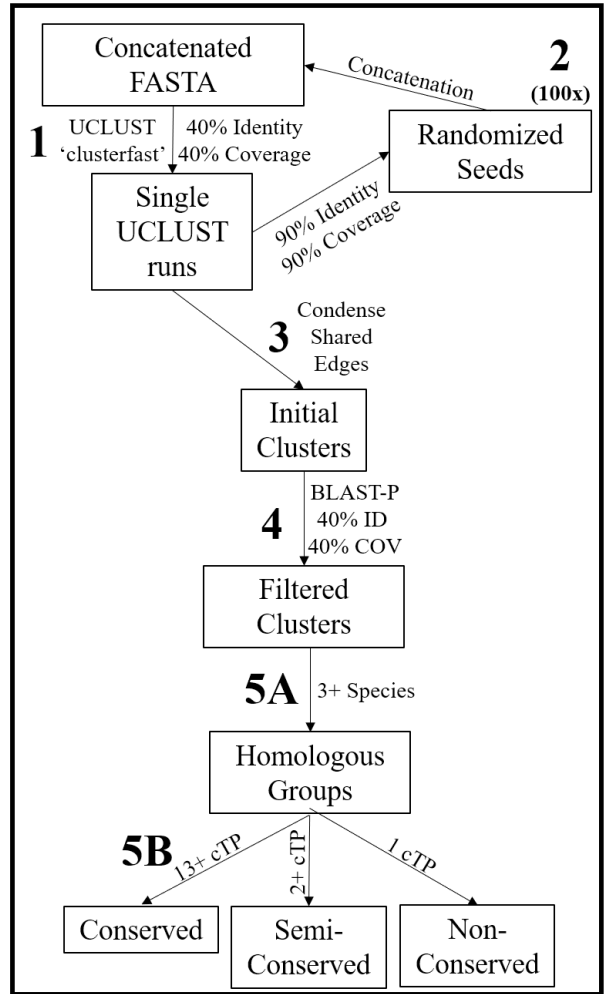 Concatenated
FASTA
2
(100x)
Concatenation
Randomized
Seeds
1
UCLUST
'clusterfast'
40% Identity
40% Coverage
Single
UCLUST
runs
90% Identity
90% Coverage
3
Condense
Shared
Edges
Initial
Clusters
4
BLAST-P
40% ID
40% COV
Filtered
Clusters
5A
3+ Species
Homologous
Groups
5B
13+ cTP
2+ cTP
1 cTP
Conserved
Semi-
Conserved
Non-
Conserved